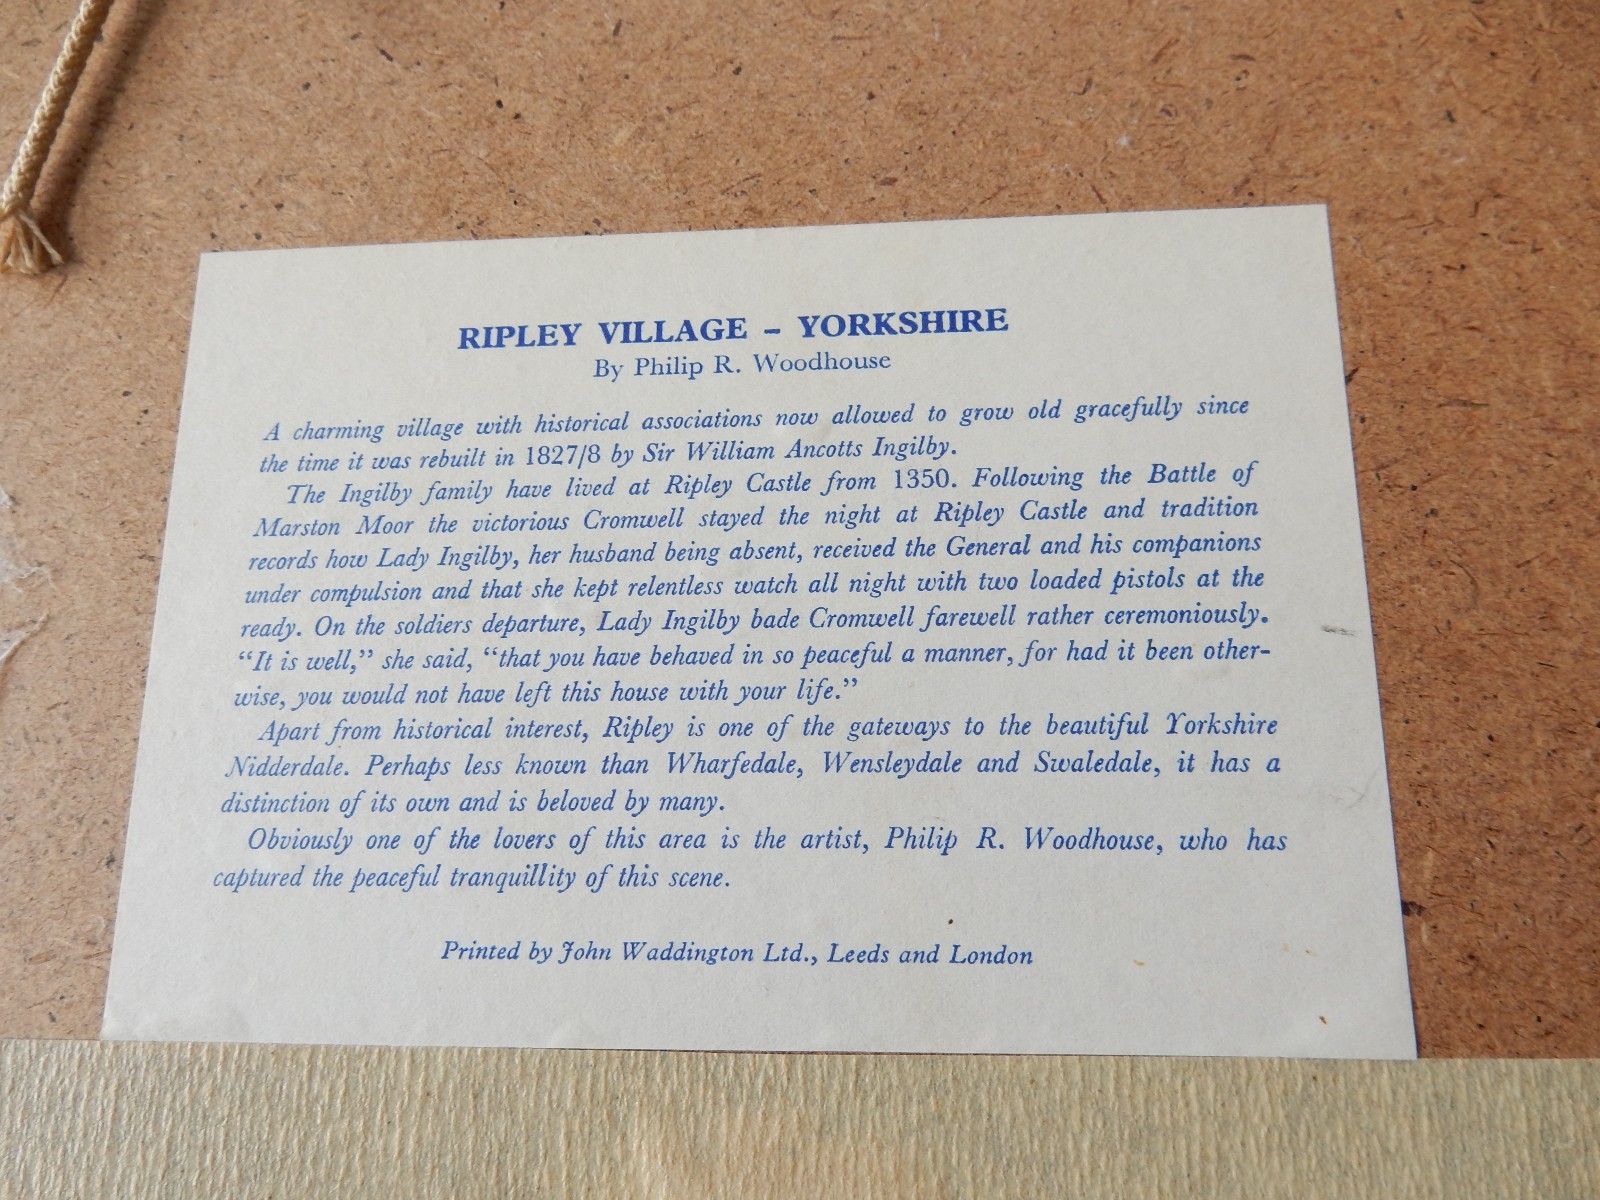 RIPLEY VILLAGE – YORKSHIRE
By Philip R. Woodhouse
A charming village with historical associations now allowed to grow old gracefully since
the time it was rebuilt in 1827/8 by Sir William Ancotts Ingilby.
The Ingilby family have lived at Ripley Castle from 1350. Following the Battle of
Marston Moor the victorious Cromwell stayed the night at Ripley Castle and tradition
records how Lady Ingilby, her husband being absent, received the General and his companions
under compulsion and that she kept relentless watch all night with two loaded pistols at the
ready. On the soldiers departure, Lady Ingilby bade Cromwell farewell rather ceremoniously.
“It is well,” she said, “that you have behaved in so peaceful a manner, for had it been other-
wise, you would not have left this house with your life.”
Apart from historical interest, Ripley is one of the gateways to the beautiful Yorkshire
Nidderdale. Perhaps less known than Wharfedale, Wensleydale and Swaledale, it has a
distinction of its own and is beloved by many.
Obviously one of the lovers of this area is the artist, Philip R. Woodhouse, who has
captured the peaceful tranquillity of this scene.
Printed by John Waddington Ltd., Leeds and London